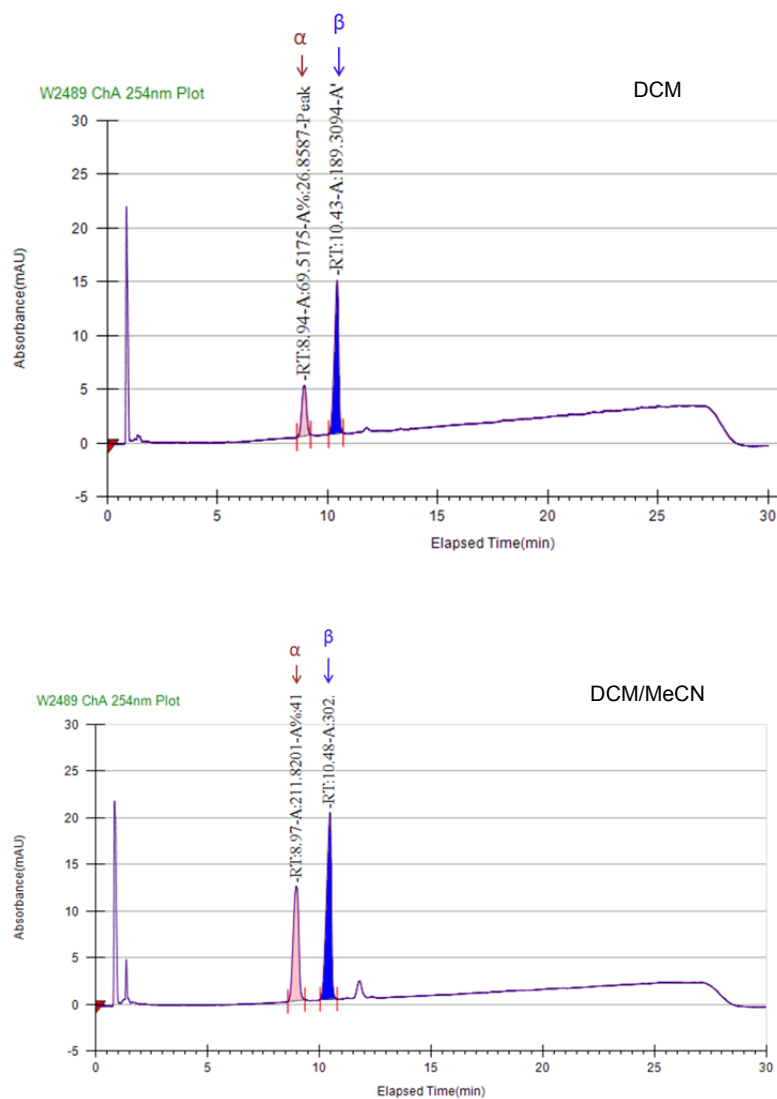 α
β
W2489 ChA 254nm Plot
DCM
-RT:8.94-A:69.5175-A%:26.8587-Peak
-RT:10.43-A:189.3094-A'
Absorbance(mAU)
30
25
20
15
10
5
0
-5
0
5
10
15
20
25
30
Elapsed Time(min)
α
β
W2489 ChA 254nm Plot
DCM/MeCN
-RT:8.97-A:211.8201-A%:41
-RT:10.48-A:302.
Absorbance(mAU)
30
25
20
15
10
5
0
-5
0
5
10
15
20
25
30
Elapsed Time(min)